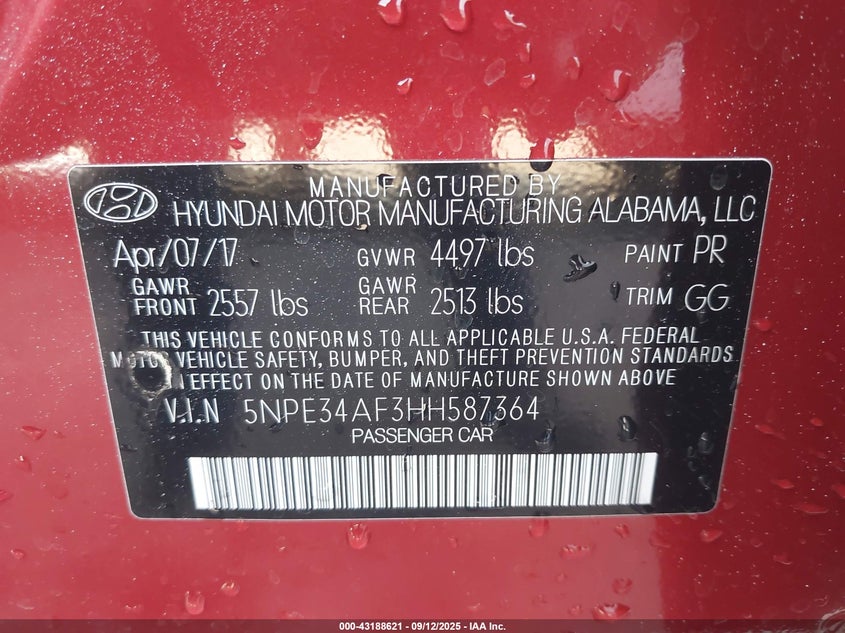 MANUFACTURED BY
HYUNDAI MOTOR MANUFACTURING ALABAMA, LLC
Apr/07/17 GVWR 4497 lbs PAINT PR
GAWR FRONT 2557 lbs GAWR REAR 2513 lbs TRIM GG
THIS VEHICLE CONFORMS TO ALL APPLICABLE U.S.A. FEDERAL
MOTOR VEHICLE SAFETY, BUMPER, AND THEFT PREVENTION STANDARDS
IN EFFECT ON THE DATE OF MANUFACTURE SHOWN ABOVE
V.I.N 5NPE34AF3HH587364
PASSENGER CAR
000-43188621 - 09/12/2025 - IAA Inc.